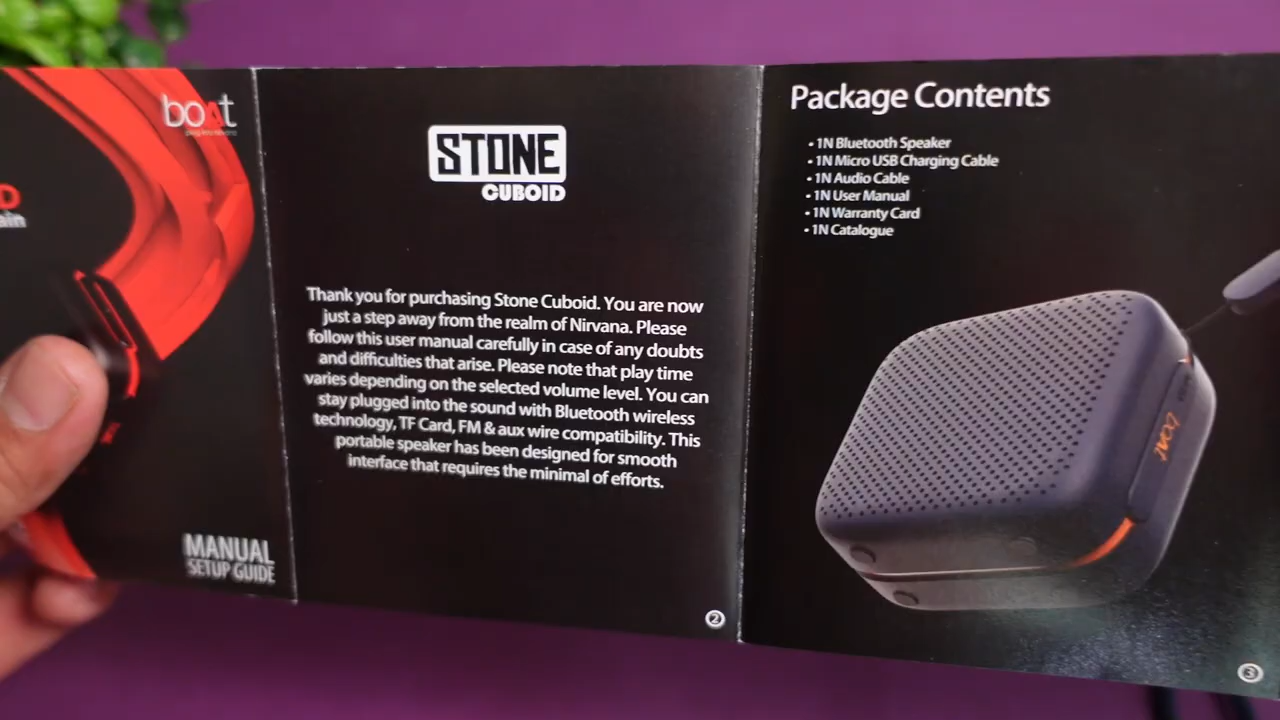 boAt
plug into nirvana
MANUAL
SETUP GUIDE
STONE
CUBOID
Thank you for purchasing Stone Cuboid. You are now
just a step away from the realm of Nirvana. Please
follow this user manual carefully in case of any doubts
and difficulties that arise. Please note that play time
varies depending on the selected volume level. You can
stay plugged into the sound with Bluetooth wireless
technology, TF Card, FM & aux wire compatibility. This
portable speaker has been designed for smooth
interface that requires the minimal of efforts.
2
Package Contents
• 1N Bluetooth Speaker
• 1N Micro USB Charging Cable
• 1N Audio Cable
• 1N User Manual
• 1N Warranty Card
• 1N Catalogue
boAt
3